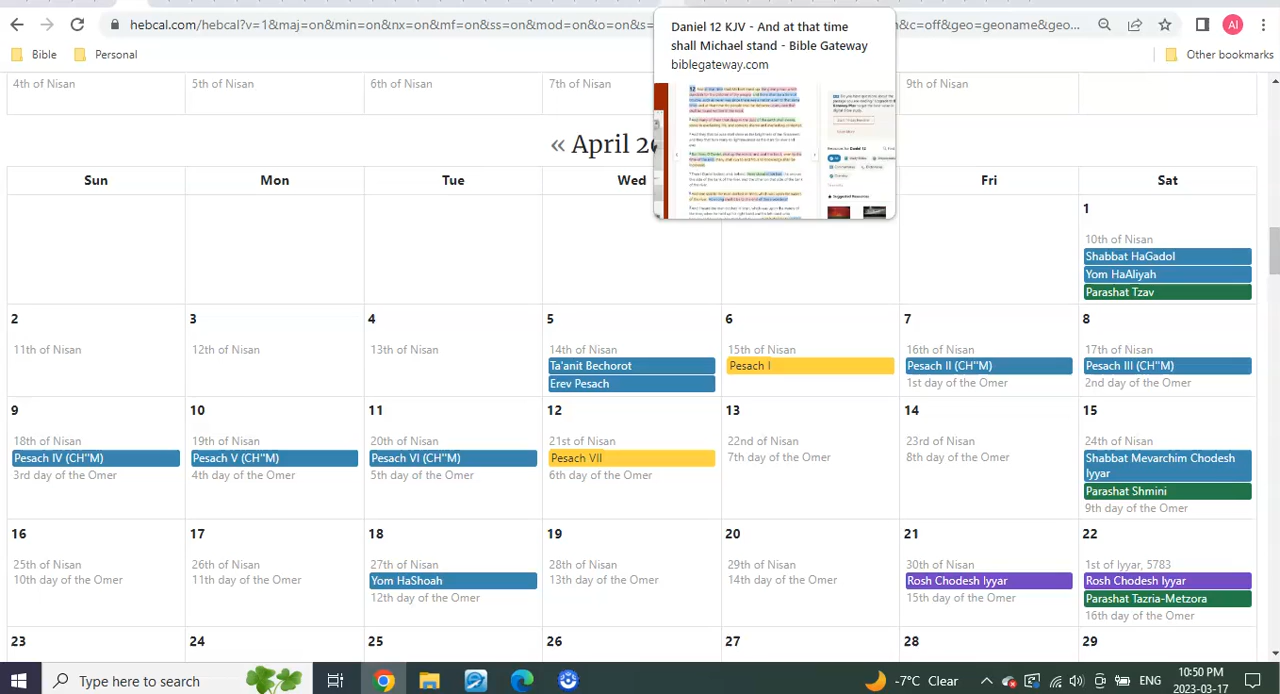 hebcal.com/hebcal?v=1&maj=on&min=on&nx=on&mf=on&ss=on&mod=on&o=on&s=
&c=off&geo=geoname&geo...
AI
Bible
Personal
Other bookmarks
Daniel 12 KJV - And at that time
shall Michael stand - Bible Gateway
biblegateway.com
4th of Nisan
5th of Nisan
6th of Nisan
7th of Nisan
9th of Nisan
« April 2
Sun
Mon
Tue
Wed
Fri
Sat
1
10th of Nisan
Shabbat HaGadol
Yom HaAliyah
Parashat Tzav
2
11th of Nisan
3
12th of Nisan
4
13th of Nisan
5
14th of Nisan
Ta'anit Bechorot
Erev Pesach
6
15th of Nisan
Pesach I
7
16th of Nisan
Pesach II (CH"M)
1st day of the Omer
8
17th of Nisan
Pesach III (CH"M)
2nd day of the Omer
9
18th of Nisan
Pesach IV (CH"M)
3rd day of the Omer
10
19th of Nisan
Pesach V (CH"M)
4th day of the Omer
11
20th of Nisan
Pesach VI (CH"M)
5th day of the Omer
12
21st of Nisan
Pesach VII
6th day of the Omer
13
22nd of Nisan
7th day of the Omer
14
23rd of Nisan
8th day of the Omer
15
24th of Nisan
Shabbat Mevarchim Chodesh
Iyyar
Parashat Shmini
9th day of the Omer
16
25th of Nisan
10th day of the Omer
17
26th of Nisan
11th day of the Omer
18
27th of Nisan
Yom HaShoah
12th day of the Omer
19
28th of Nisan
13th day of the Omer
20
29th of Nisan
14th day of the Omer
21
30th of Nisan
Rosh Chodesh Iyyar
15th day of the Omer
22
1st of Iyyar, 5783
Rosh Chodesh Iyyar
Parashat Tazria-Metzora
16th day of the Omer
23
24
25
26
27
28
29
Type here to search
-7°C Clear
ENG
10:50 PM
2023-03-17